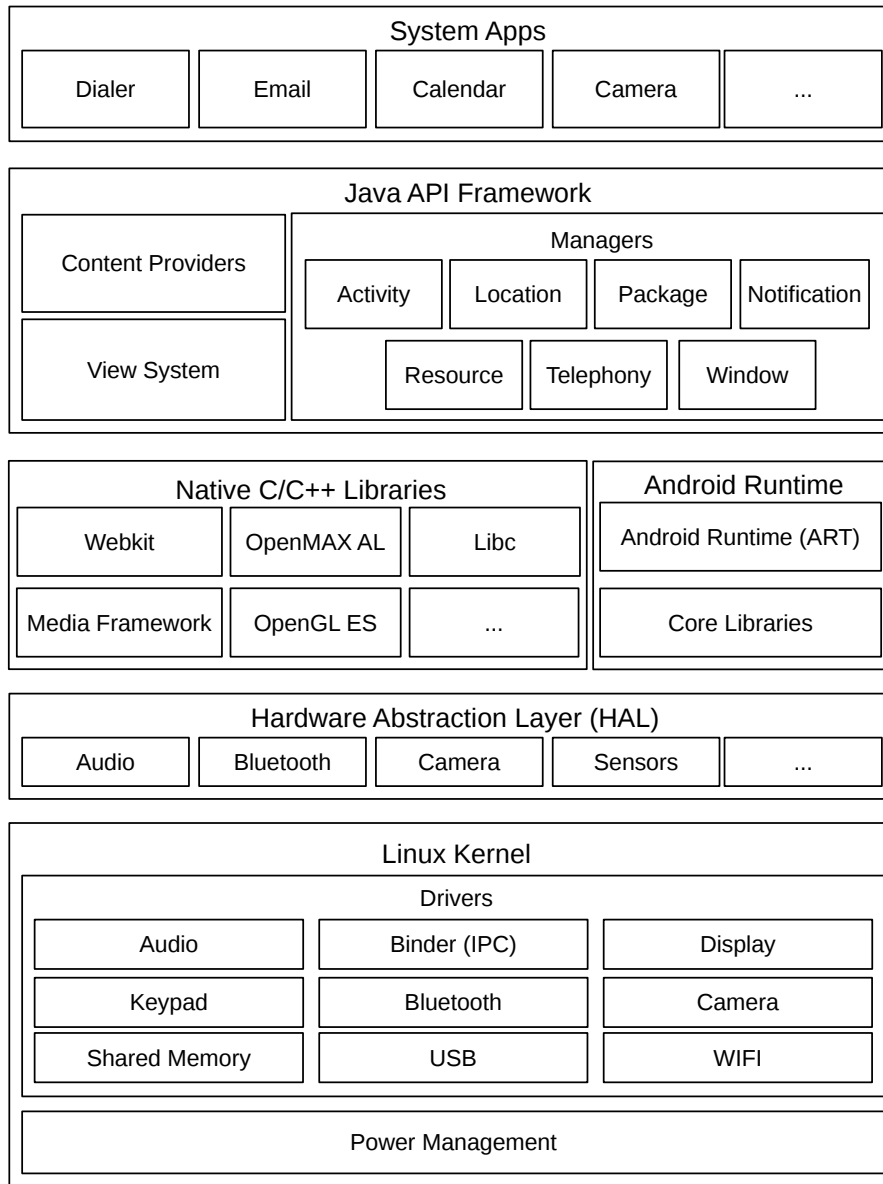 System Apps
Dialer
Email
Calendar
Camera
...
Java API Framework
Content Providers
View System
Managers
Activity
Location
Package
Notification
Resource
Telephony
Window
Native C/C++ Libraries
Webkit
OpenMAX AL
Libc
Media Framework
OpenGL ES
...
Android Runtime
Android Runtime (ART)
Core Libraries
Hardware Abstraction Layer (HAL)
Audio
Bluetooth
Camera
Sensors
...
Linux Kernel
Drivers
Audio
Binder (IPC)
Display
Keypad
Bluetooth
Camera
Shared Memory
USB
WIFI
Power Management